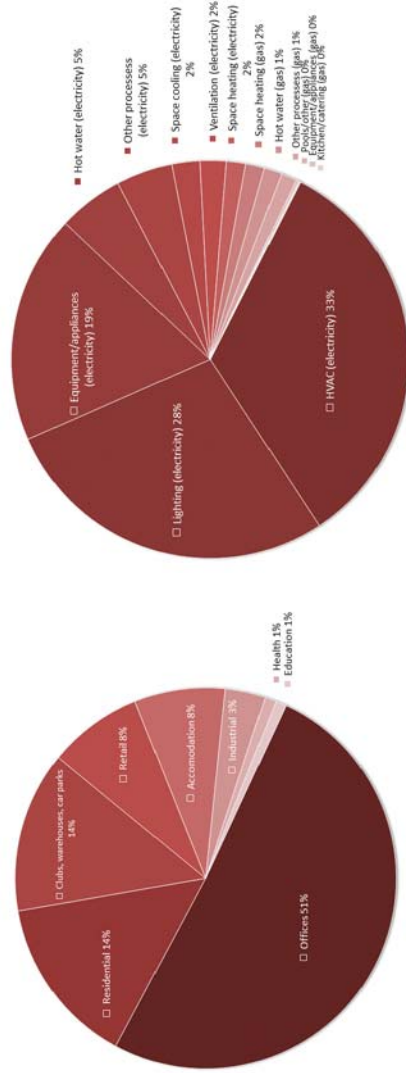 Offices 51%
Residential 14%
Clubs, warehouses, car parks
14%
Retail 8%
Accomodation 8%
Industrial 3%
Health 1%
Education 1%
HVAC (electricity) 33%
Lighting (electricity) 28%
Equipment/appliances
(electricity) 19%
Hot water (electricity) 5%
Other processess
(electricity) 5%
Space cooling (electricity)
2%
Ventilation (electricity) 2%
Space heating (electricity)
2%
Space heating (gas) 2%
Hot water (gas) 1%
Other processess (gas) 1%
Pools/other (gas) 0%
Equipment/appliances (gas) 0%
Kitchen/catering (gas) 0%